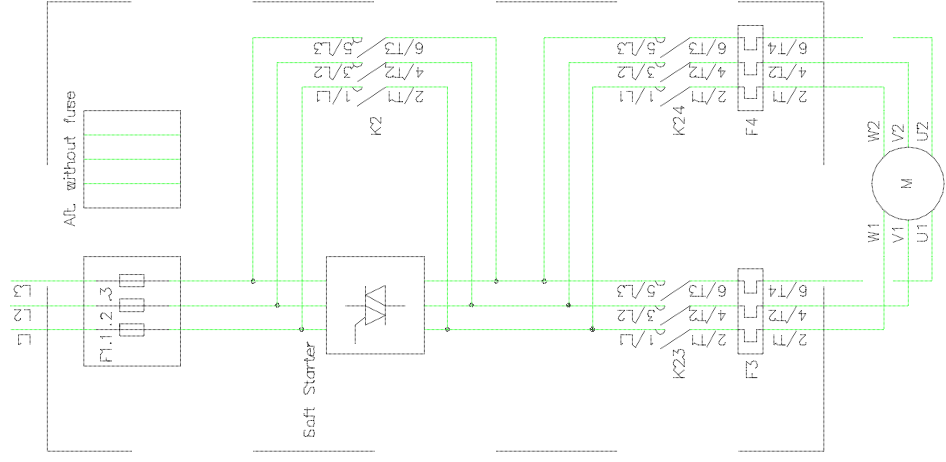 Alt without fuse
L3
L2
L1
F1.1.2.3
Soft Starter
5/L3
3/L2
1/L1
6/T3
4/T2
2/T1
K2
5/L3
3/L2
1/L1
6/T3
4/T2
2/T1
K24
6/T4
4/T2
2/T1
F4
5/L3
3/L2
1/L1
6/T3
4/T2
2/T1
K23
6/T4
4/T2
2/T1
F3
W2
V2
U2
M
W1
V1
U1